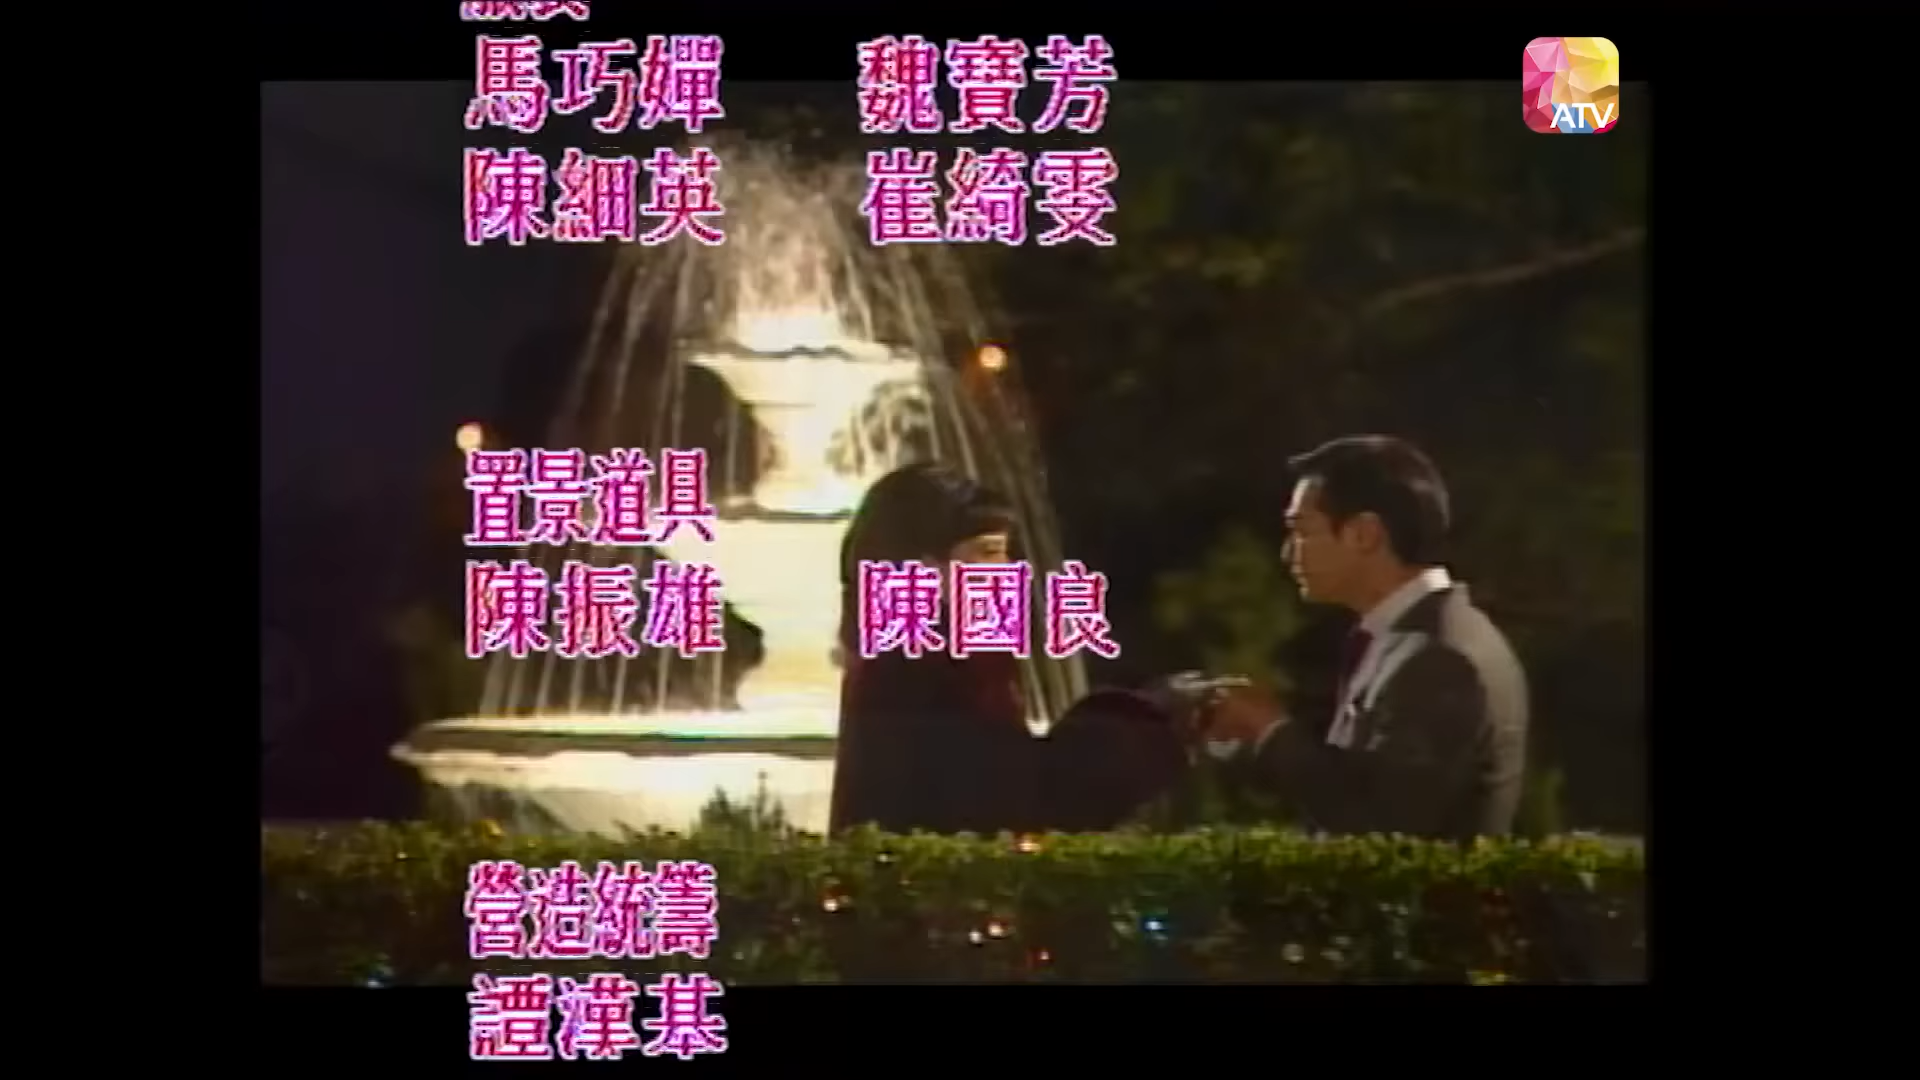 ATV
馬巧嬋 魏寶芳
陳細英 崔綺雯
置景道具
陳振雄 陳國良
營造統籌
譚漢基